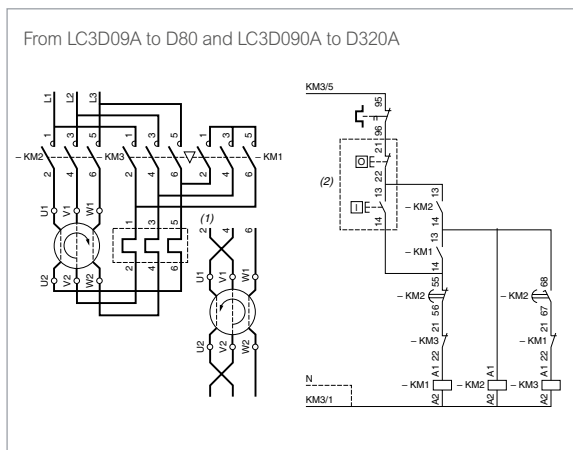 From LC3D09A to D80 and LC3D090A to D320A
L1 L2 L3
1 3 5 1 3 5 1 3 5
– KM2 – KM3 – KM1
2 4 6 2 4 6 2 4 6
U1 V1 W1
1 3 5
2 4 6
U2 V2 W2
(1)
2 4 6
U1 V1 W1
U2 V2 W2
KM3/5
95
96
21
O
22
(2)
13 13
I – KM2
14 14
13
– KM1
14
55 68
– KM2 – KM2
56 67
21 21
– KM3 – KM1
22 22
A1 A1 A1
– KM1 – KM2 – KM3
A2 A2 A2
N
KM3/1